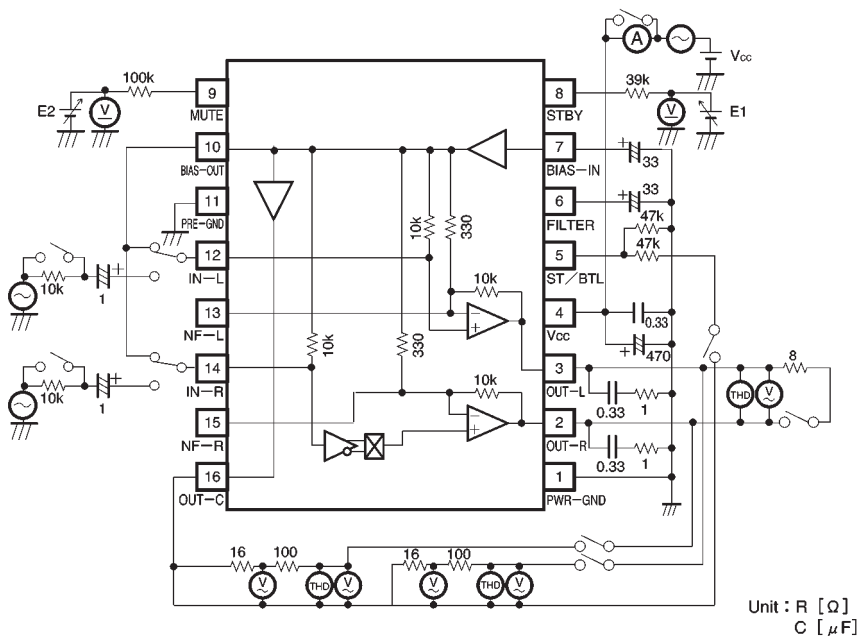 A
Vcc
100k
9
8
39k
E2
V
MUTE
STBY
V
E1
10
7
BIAS-OUT
BIAS-IN
33
11
6
33
PRE-GND
FILTER
10k
330
47k
12
5
47k
IN-L
ST/BTL
10k
1
13
10k
4
NF-L
Vcc
0.33
10k
330
470
14
3
8
IN-R
OUT-L
10k
10k
THD
V
1
0.33
1
15
2
NF-R
OUT-R
0.33
1
16
1
OUT-C
PWR-GND
16
100
16
100
V
THD
V
V
THD
V
Unit : R [Ω]
C [μF]